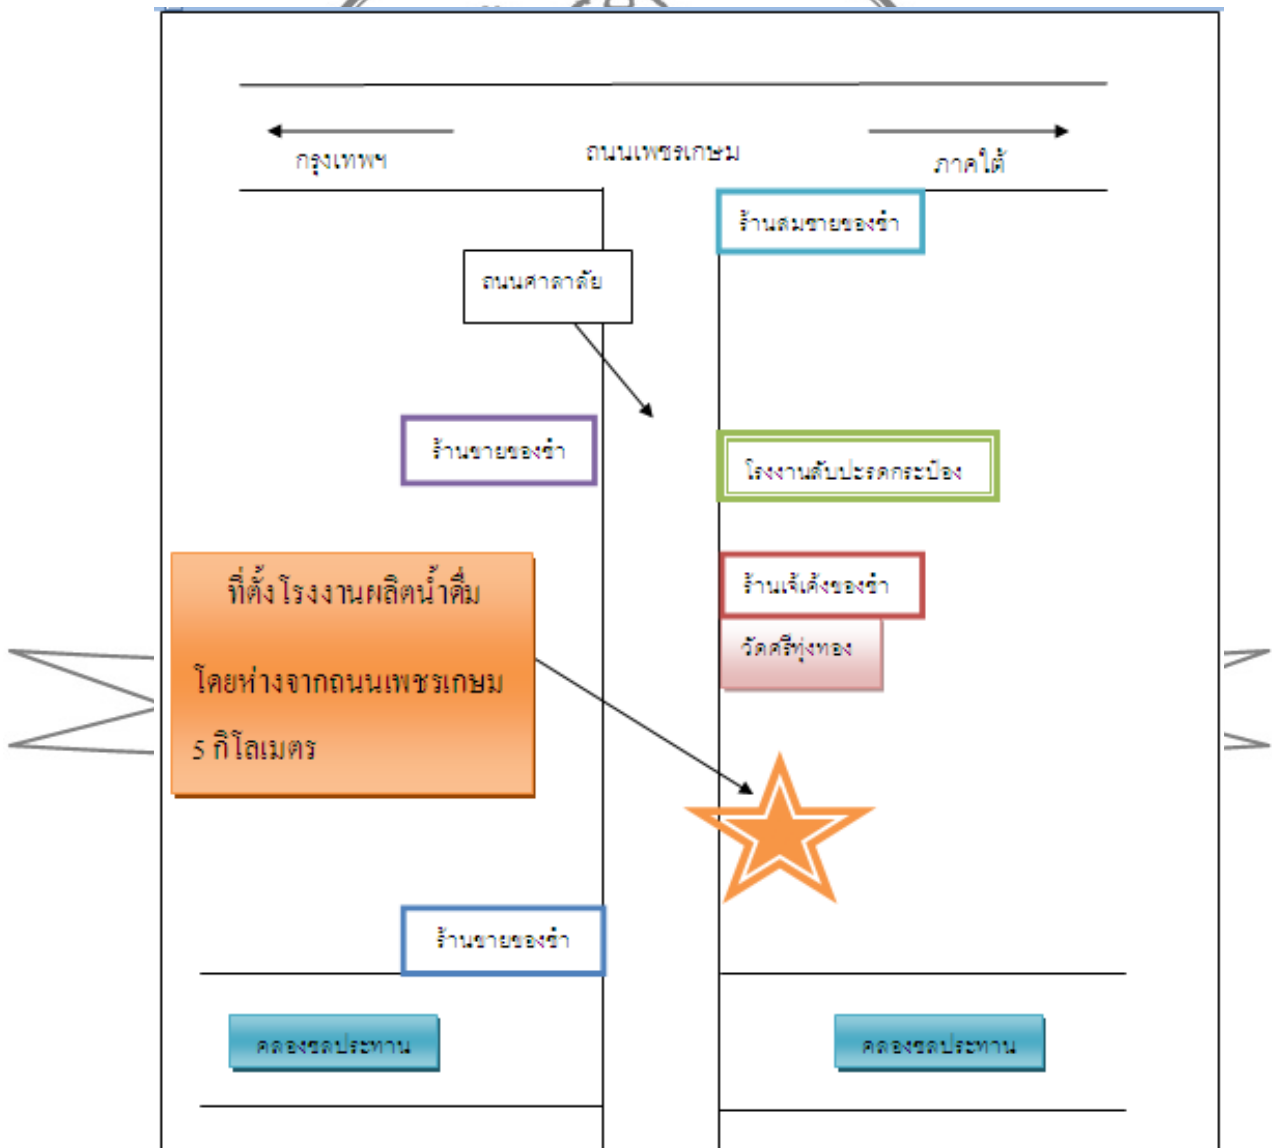 กรุงเทพฯ
ถนนเพชรเกษม
ภาคใต้
ร้านสมชายของชำ
ถนนศาลาลัย
ร้านขายของชำ
โรงงานสับปะรดกระป๋อง
ที่ตั้งโรงงานผลิตน้ำดื่ม
โดยห่างจากถนนเพชรเกษม
5 กิโลเมตร
ร้านเจ๊เค้งของชำ
วัดศรีทุ่งทอง
ร้านขายของชำ
คลองชลประทาน
คลองชลประทาน